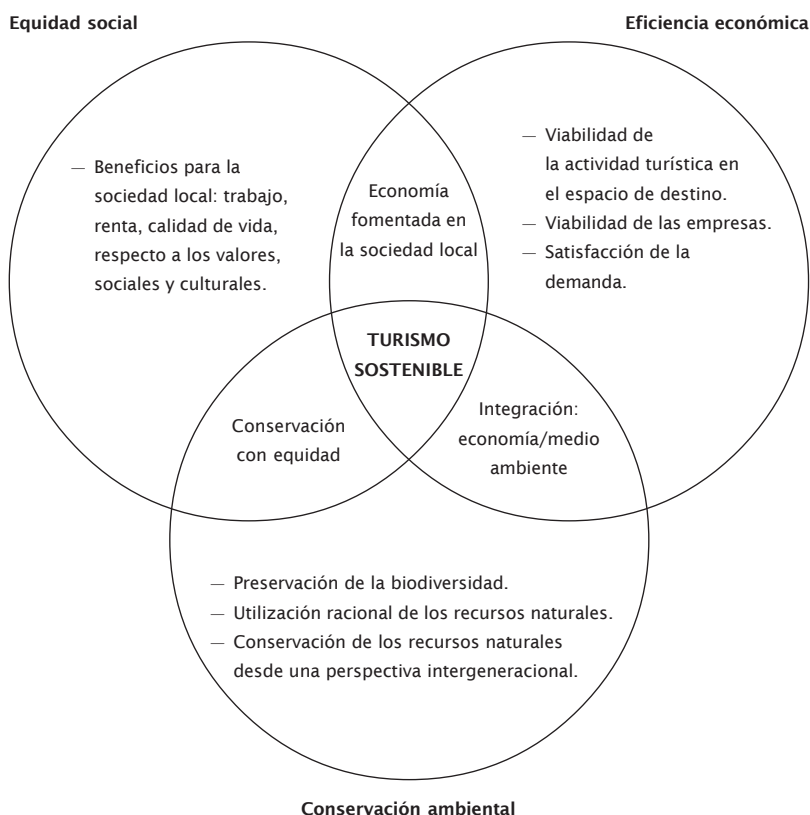 Equidad social
Eficiencia económica
— Beneficios para la
sociedad local: trabajo,
renta, calidad de vida,
respecto a los valores,
sociales y culturales.
Economía
fomentada en
la sociedad local
— Viabilidad de
la actividad turística en
el espacio de destino.
— Viabilidad de las empresas.
— Satisfacción de la
demanda.
TURISMO
SOSTENIBLE
Conservación
con equidad
Integración:
economía/medio
ambiente
— Preservación de la biodiversidad.
— Utilización racional de los recursos naturales.
— Conservación de los recursos naturales
desde una perspectiva intergeneracional.
Conservación ambiental